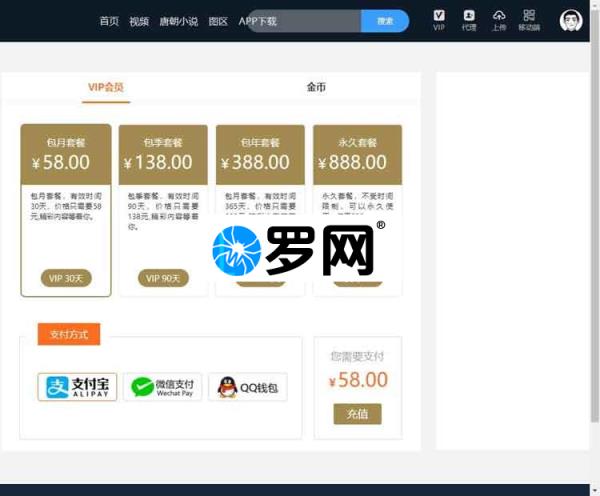 首页 视频 唐朝小说 图区 APP下载 搜索 VIP 代理 上传 移动端
VIP会员 金币
包月套餐 包季套餐 包年套餐 永久套餐
¥58.00 ¥138.00 ¥388.00 ¥888.00
包月套餐，有效时间
30天，价格只需要58
元,精彩内容等着你。
包季套餐，有效时间
90天，价格只需要
138元,精彩内容等着
你。
包年套餐，有效时间
365天，价格只需要
永久套餐，不受时间
限制，可以永久使
罗网®
VIP 30天 VIP 90天
支付方式
支付宝 ALIPAY 微信支付 Wechat Pay QQ钱包
您需要支付
¥58.00
充值